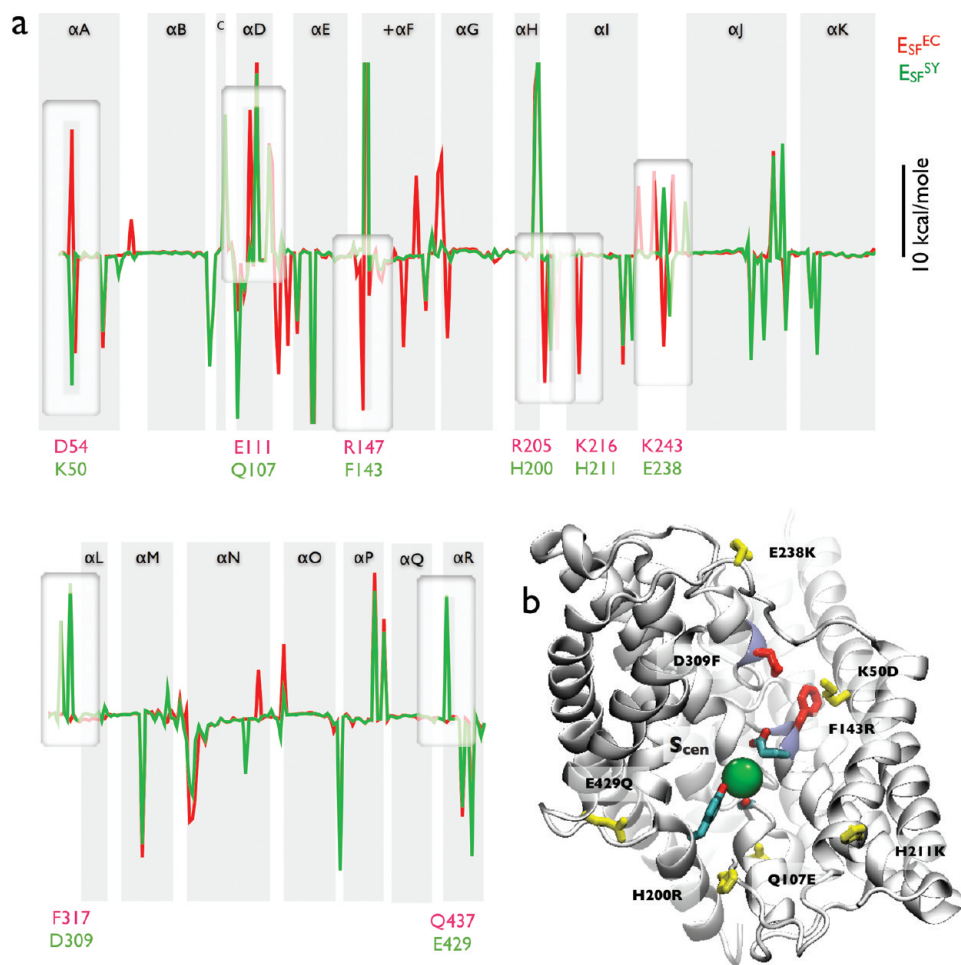 a
αA αB C αD αE +αF αG αH αI αJ αK
E_SF^EC
E_SF^SY
10 kcal/mole
D54 E111 R147 R205 K216 K243
K50 Q107 F143 H200 H211 E238
αL αM αN αO αP αQ αR
F317 Q437
D309 E429
b
E238K
D309F
K50D
F143R
Scen
E429Q
H211K
Q107E
H200R